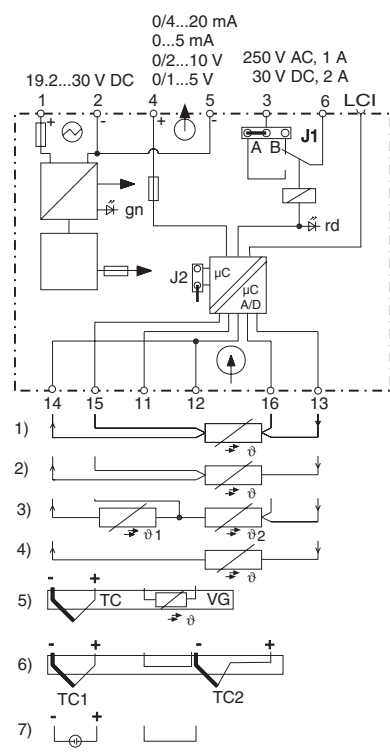 0/4...20 mA
0...5 mA
0/2...10 V
0/1...5 V
250 V AC, 1 A
30 V DC, 2 A
19.2...30 V DC
1 2 4 5 3 6 LCI
+ - + -
J1
A B
gn
rd
J2
µC
µC
A/D
14 15 11 12 16 13
1) ϑ
2) ϑ
3) ϑ1 ϑ2
4) ϑ
- +
5) TC VG
ϑ
- + - +
6)
TC1 TC2
- +
7)